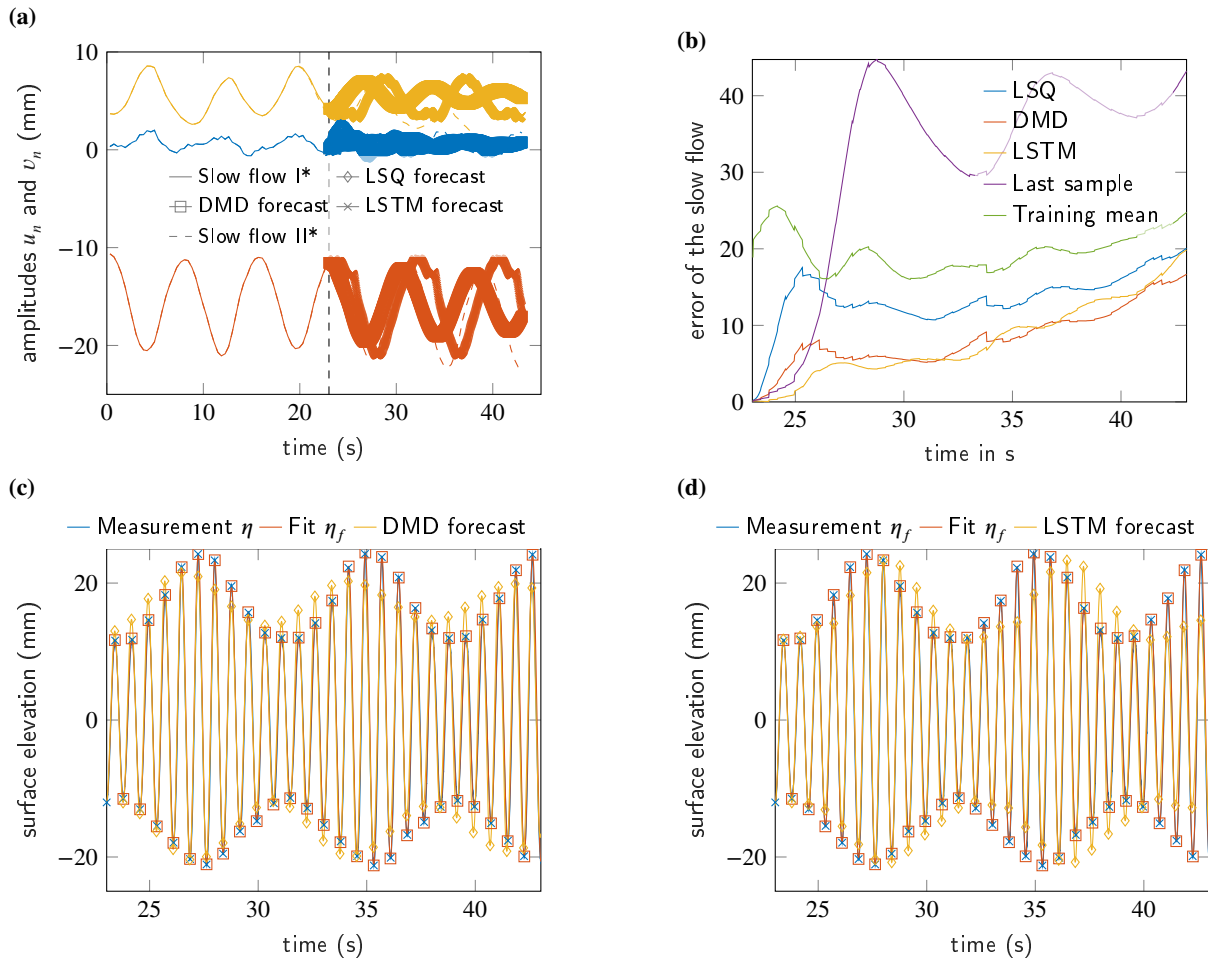 (a)
amplitudes uₙ and vₙ (mm)
10
0
−10
−20
0
10
20
30
40
time (s)
Slow flow I*
LSQ forecast
DMD forecast
LSTM forecast
Slow flow II*
(b)
error of the slow flow
40
30
20
10
0
25
30
35
40
time in s
LSQ
DMD
LSTM
Last sample
Training mean
(c)
Measurement η
Fit η_f
DMD forecast
surface elevation (mm)
20
0
−20
25
30
35
40
time (s)
(d)
Measurement η_f
Fit η_f
LSTM forecast
surface elevation (mm)
20
0
−20
25
30
35
40
time (s)